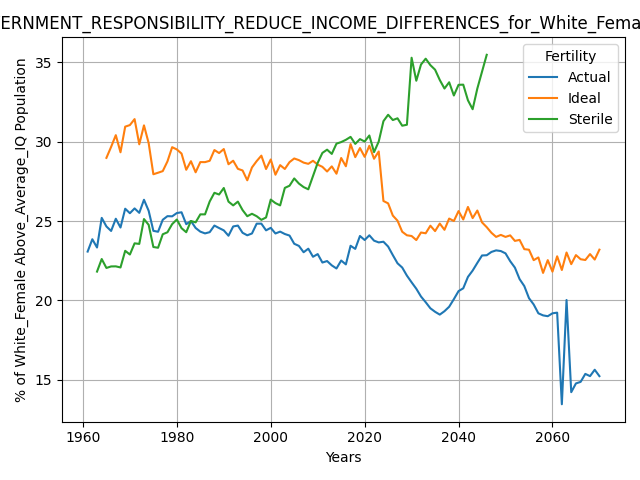 ERNMENT_RESPONSIBILITY_REDUCE_INCOME_DIFFERENCES_for_White_Fema
% of White_Female Above_Average_IQ Population
35
30
25
20
15
Fertility
Actual
Ideal
Sterile
1960 1980 2000 2020 2040 2060
Years